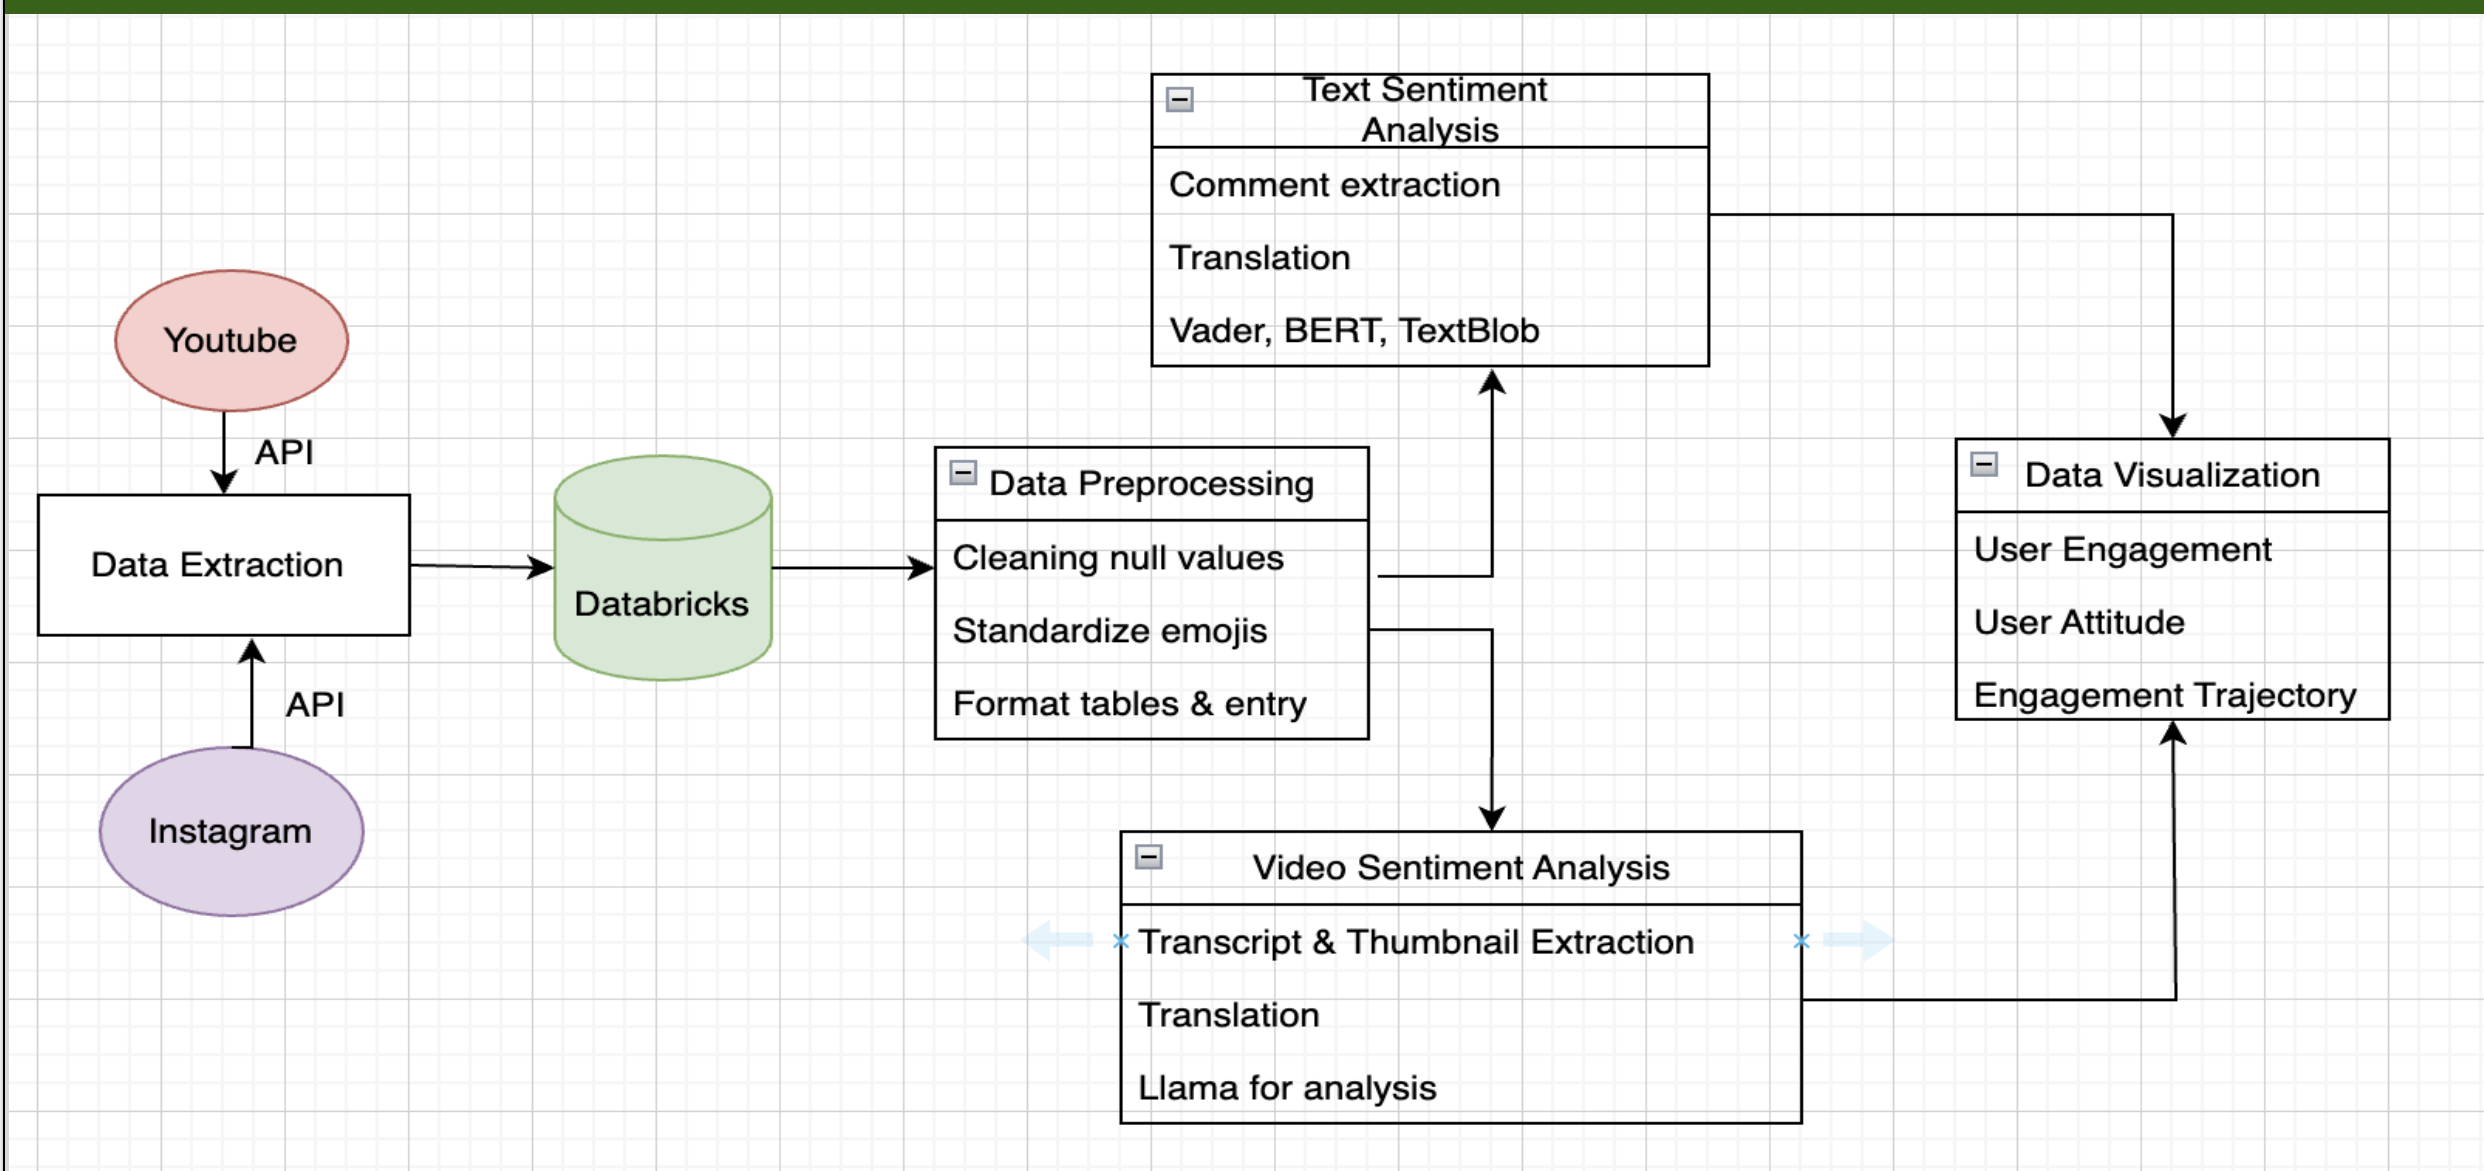 Youtube
API
Data Extraction
API
Instagram
Databricks
Data Preprocessing
Cleaning null values
Standardize emojis
Format tables & entry
Text Sentiment
Analysis
Comment extraction
Translation
Vader, BERT, TextBlob
Video Sentiment Analysis
Transcript & Thumbnail Extraction
Translation
Llama for analysis
Data Visualization
User Engagement
User Attitude
Engagement Trajectory